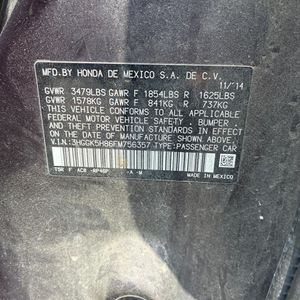 MFD.BY HONDA DE MEXICO S.A. DE C.V.
11/'14
GVWR 3479LBS GAWR F 1854LBS R 1625LBS
GVWR 1578KG GAWR F 841KG R 737KG
THIS VEHICLE CONFORMS TO ALL APPLICABLE
FEDERAL MOTOR VEHICLE SAFETY, BUMPER, AND
THEFT PREVENTION STANDARDS IN EFFECT
ON THE DATE OF MANUFACTURE SHOWN ABOVE.
V.I.N.:3HGGK5H86FM756357 TYPE:PASSENGER CAR
T5R F AC8 -A -M
MADE IN MEXICO